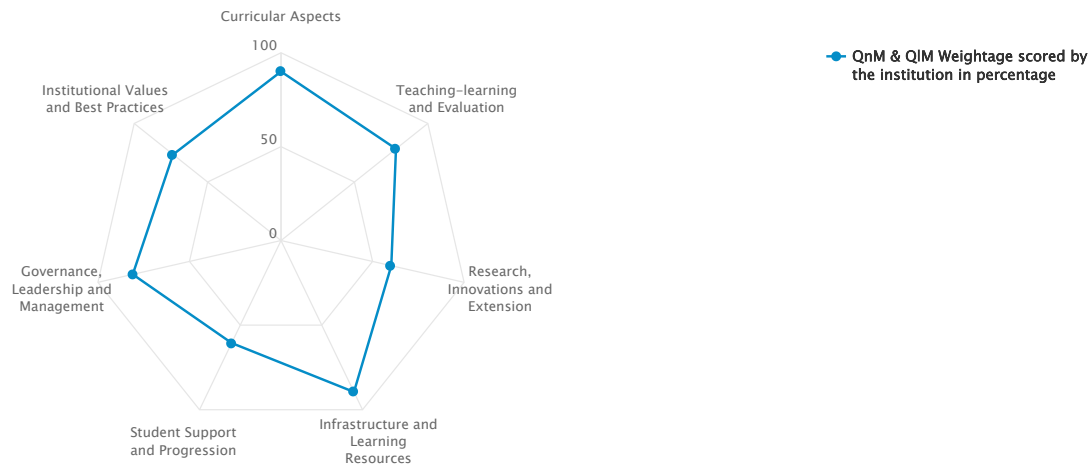 Curricular Aspects
100
50
0
Teaching-learning
and Evaluation
Research,
Innovations and
Extension
Infrastructure and
Learning
Resources
Student Support
and Progression
Governance,
Leadership and
Management
Institutional Values
and Best Practices
QnM & QlM Weightage scored by
the institution in percentage